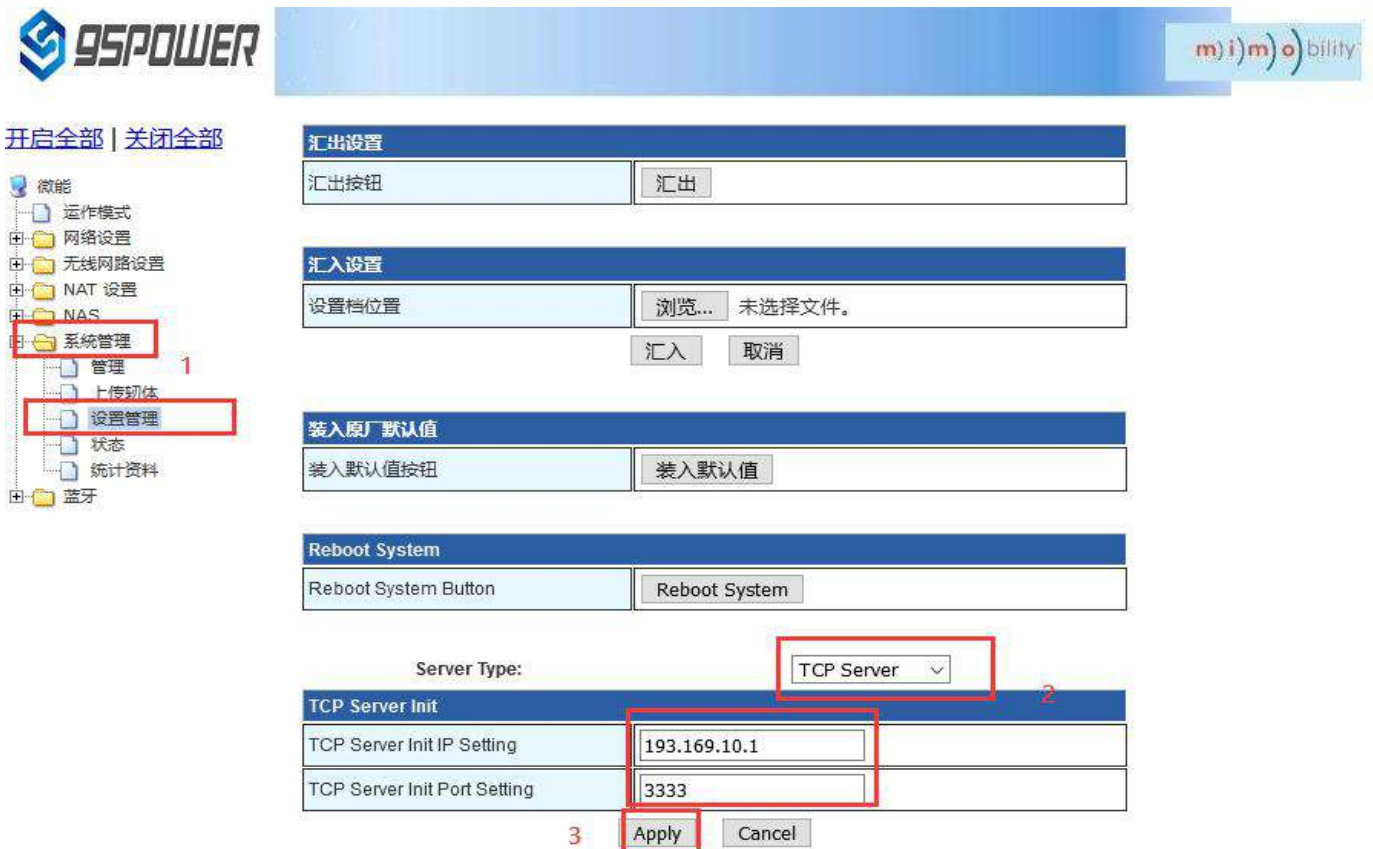 95POWER
m)i)m)o)bility
开启全部 | 关闭全部
微能
运作模式
网络设置
无线网路设置
NAT 设置
NAS
系统管理
1
管理
上传韧体
设置管理
状态
统计资料
蓝牙
汇出设置
汇出按钮 汇出
汇入设置
设置档位置 浏览... 未选择文件。
汇入 取消
装入原厂默认值
装入默认值按钮 装入默认值
Reboot System
Reboot System Button Reboot System
Server Type: TCP Server
2
TCP Server Init
TCP Server Init IP Setting 193.169.10.1
TCP Server Init Port Setting 3333
3 Apply Cancel